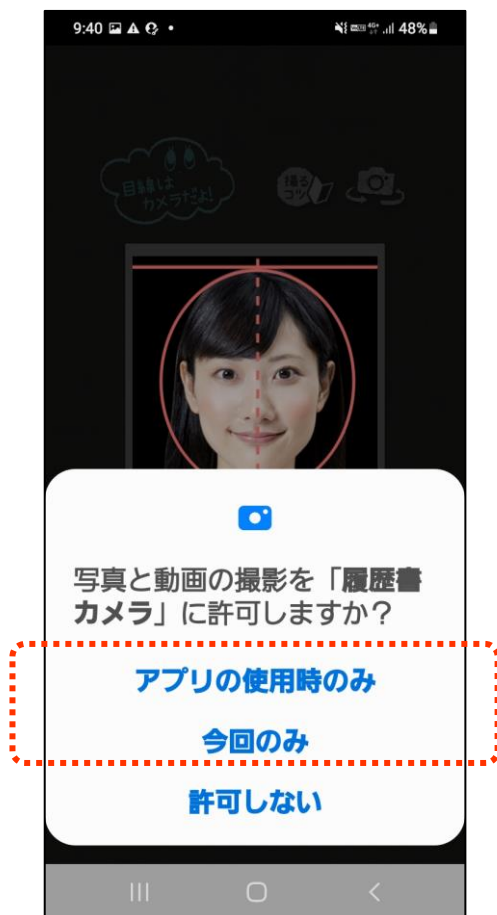 9:40
4G+ 48%
目線は
カメラだよ!
撮る
コツ
写真と動画の撮影を「履歴書
カメラ」に許可しますか？
アプリの使用時のみ
今回のみ
許可しない